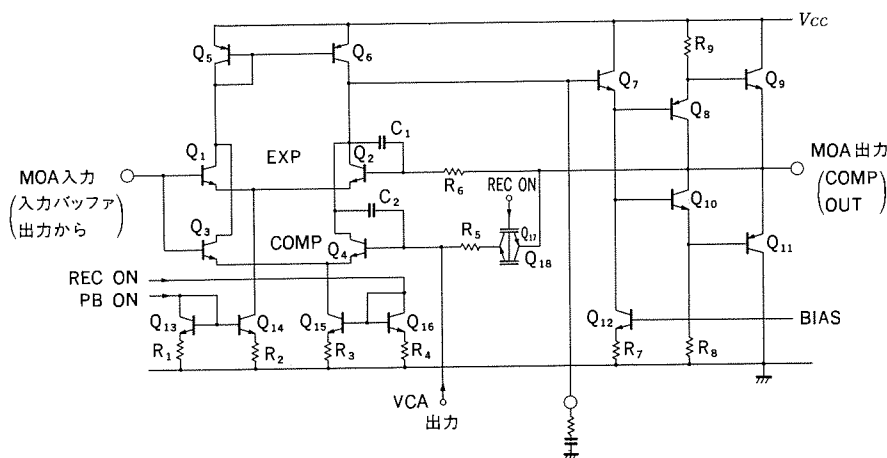 Vcc
R₉
Q₅
Q₆
Q₇
Q₈
Q₉
C₁
Q₁
EXP
Q₂
MOA入力
(入力バッファ
出力から)
R₆
REC ON
MOA出力
(COMP)
OUT
C₂
Q₃
COMP
Q₄
R₅
Q₁₇
Q₁₈
Q₁₀
Q₁₁
REC ON
PB ON
Q₁₃
Q₁₄
Q₁₅
Q₁₆
Q₁₂
BIAS
R₁
R₂
R₃
R₄
R₇
R₈
VCA
出力